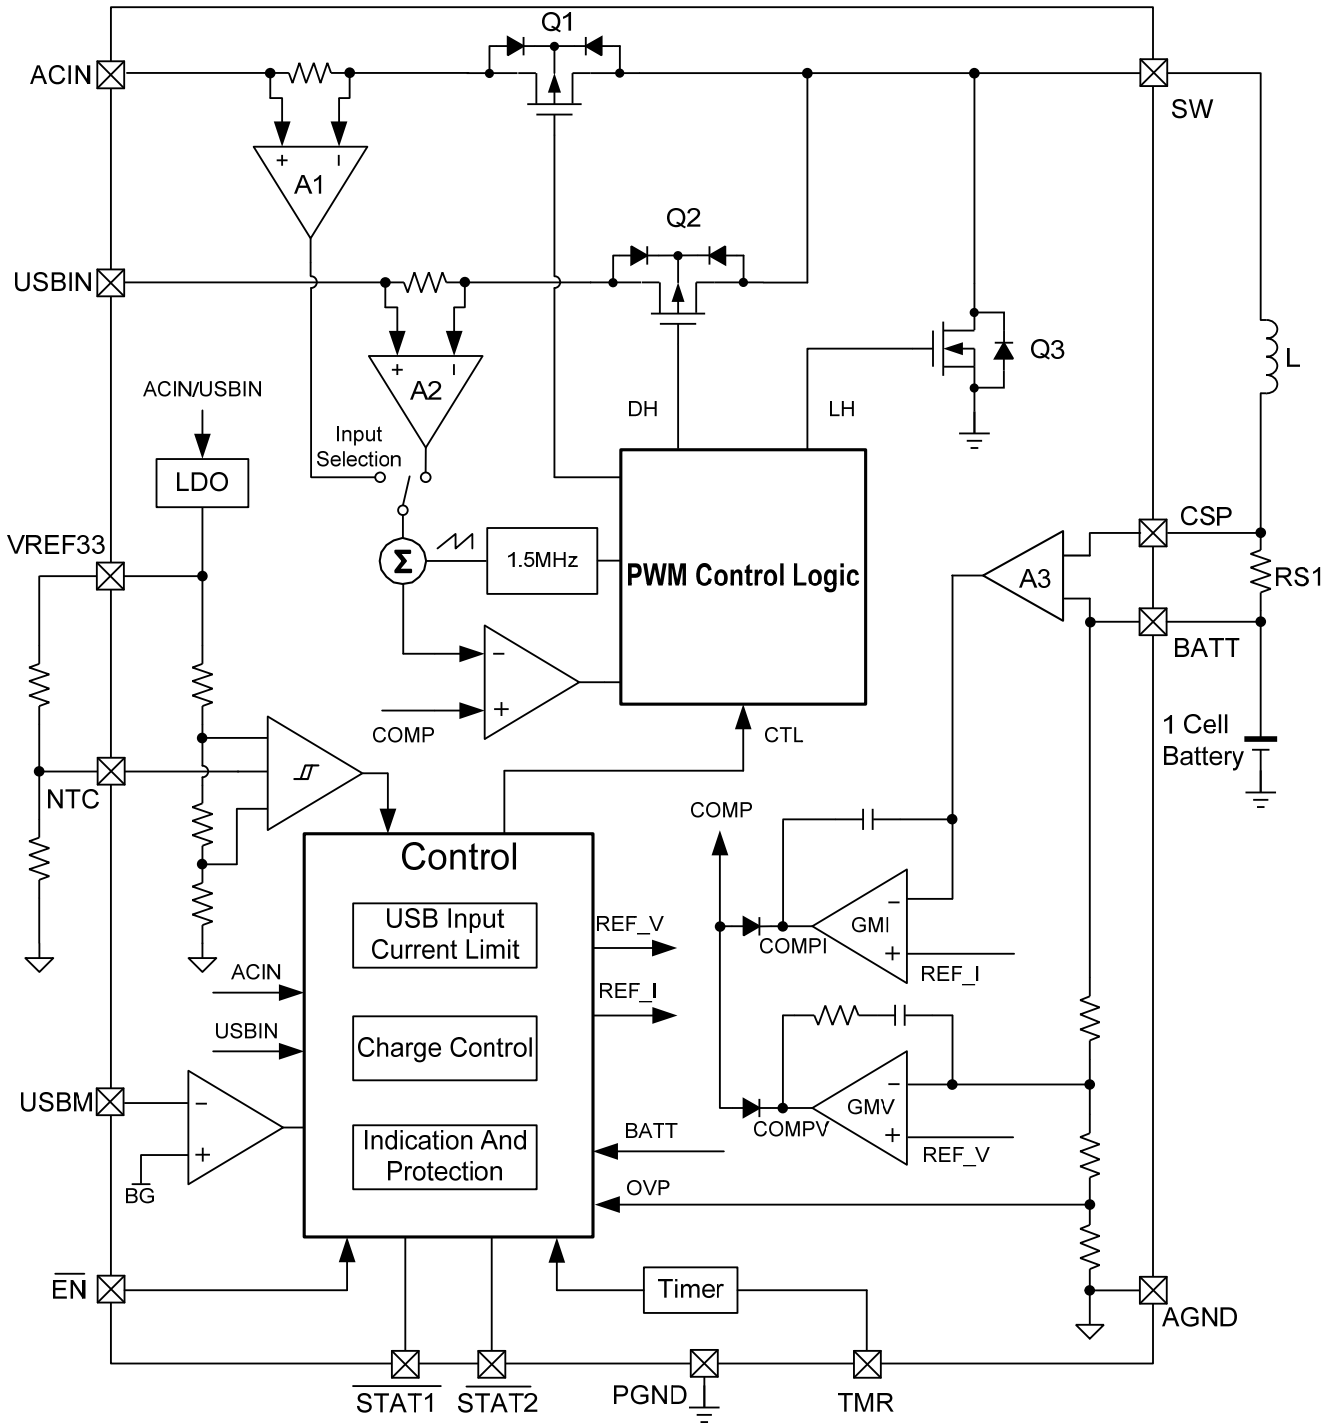 Q1
ACIN
SW
+
−
A1
Q2
USBIN
+
−
A2
Q3
L
ACIN/USBIN
DH
LH
Input
Selection
LDO
CSP
VREF33
Σ
1.5MHz
PWM Control Logic
A3
RS1
BATT
−
+
COMP
CTL
1 Cell
Battery
NTC
COMP
Control
USB Input
Current Limit
REF_V
−
GMI
COMPI
+
REF_I
ACIN
REF_I
USBIN
Charge Control
USBM
−
+
BG
−
GMV
COMPV
+
REF_V
Indication And
Protection
BATT
OVP
EN
Timer
AGND
STAT1
STAT2
PGND
TMR